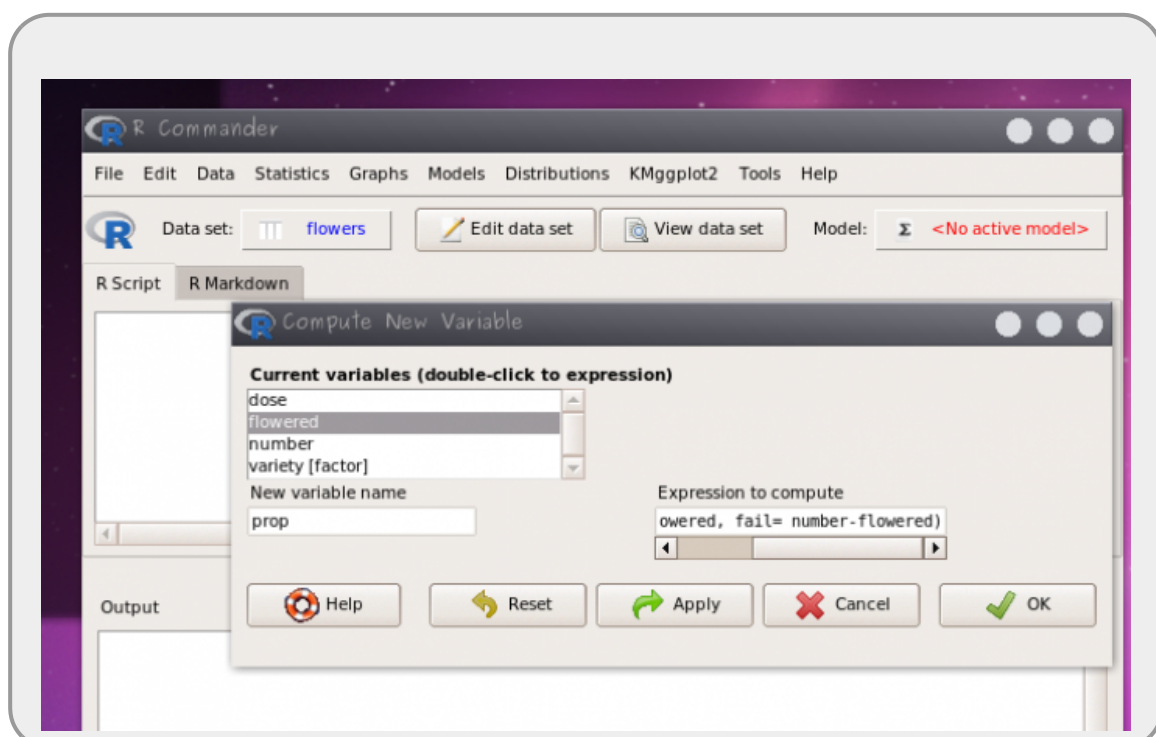 R Commander
File Edit Data Statistics Graphs Models Distributions KMggplot2 Tools Help
Data set: flowers Edit data set View data set Model: Σ <No active model>
R Script R Markdown
Compute New Variable
Current variables (double-click to expression)
dose
flowered
number
variety [factor]
New variable name Expression to compute
prop owered, fail= number-flowered)
Help Reset Apply Cancel OK
Output